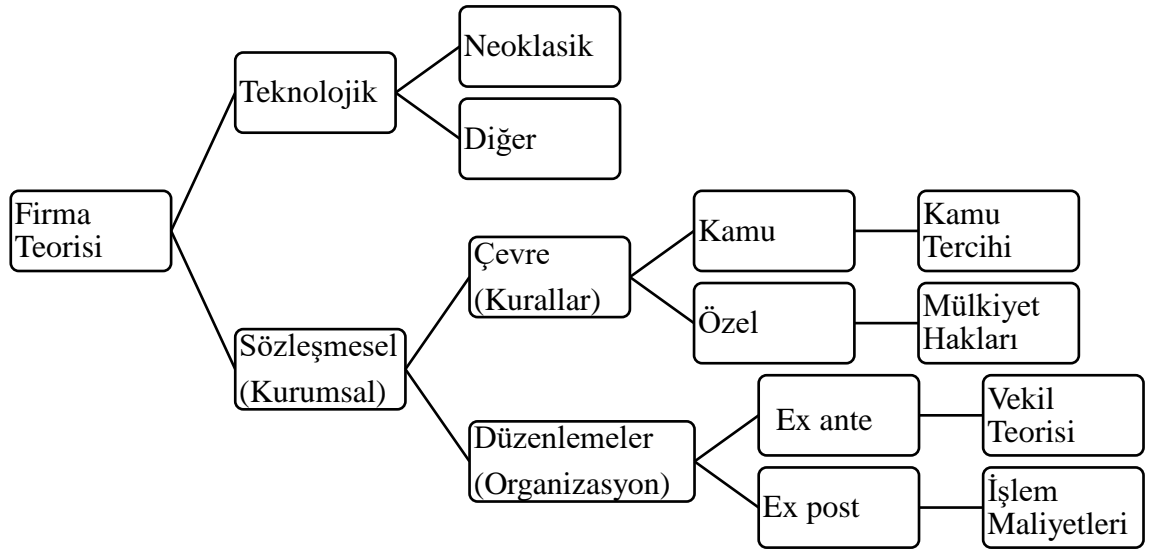 Firma
Teorisi
Teknolojik
Neoklasik
Diğer
Sözleşmesel
(Kurumsal)
Çevre
(Kurallar)
Kamu
Kamu
Tercihi
Özel
Mülkiyet
Hakları
Düzenlemeler
(Organizasyon)
Ex ante
Vekil
Teorisi
Ex post
İşlem
Maliyetleri